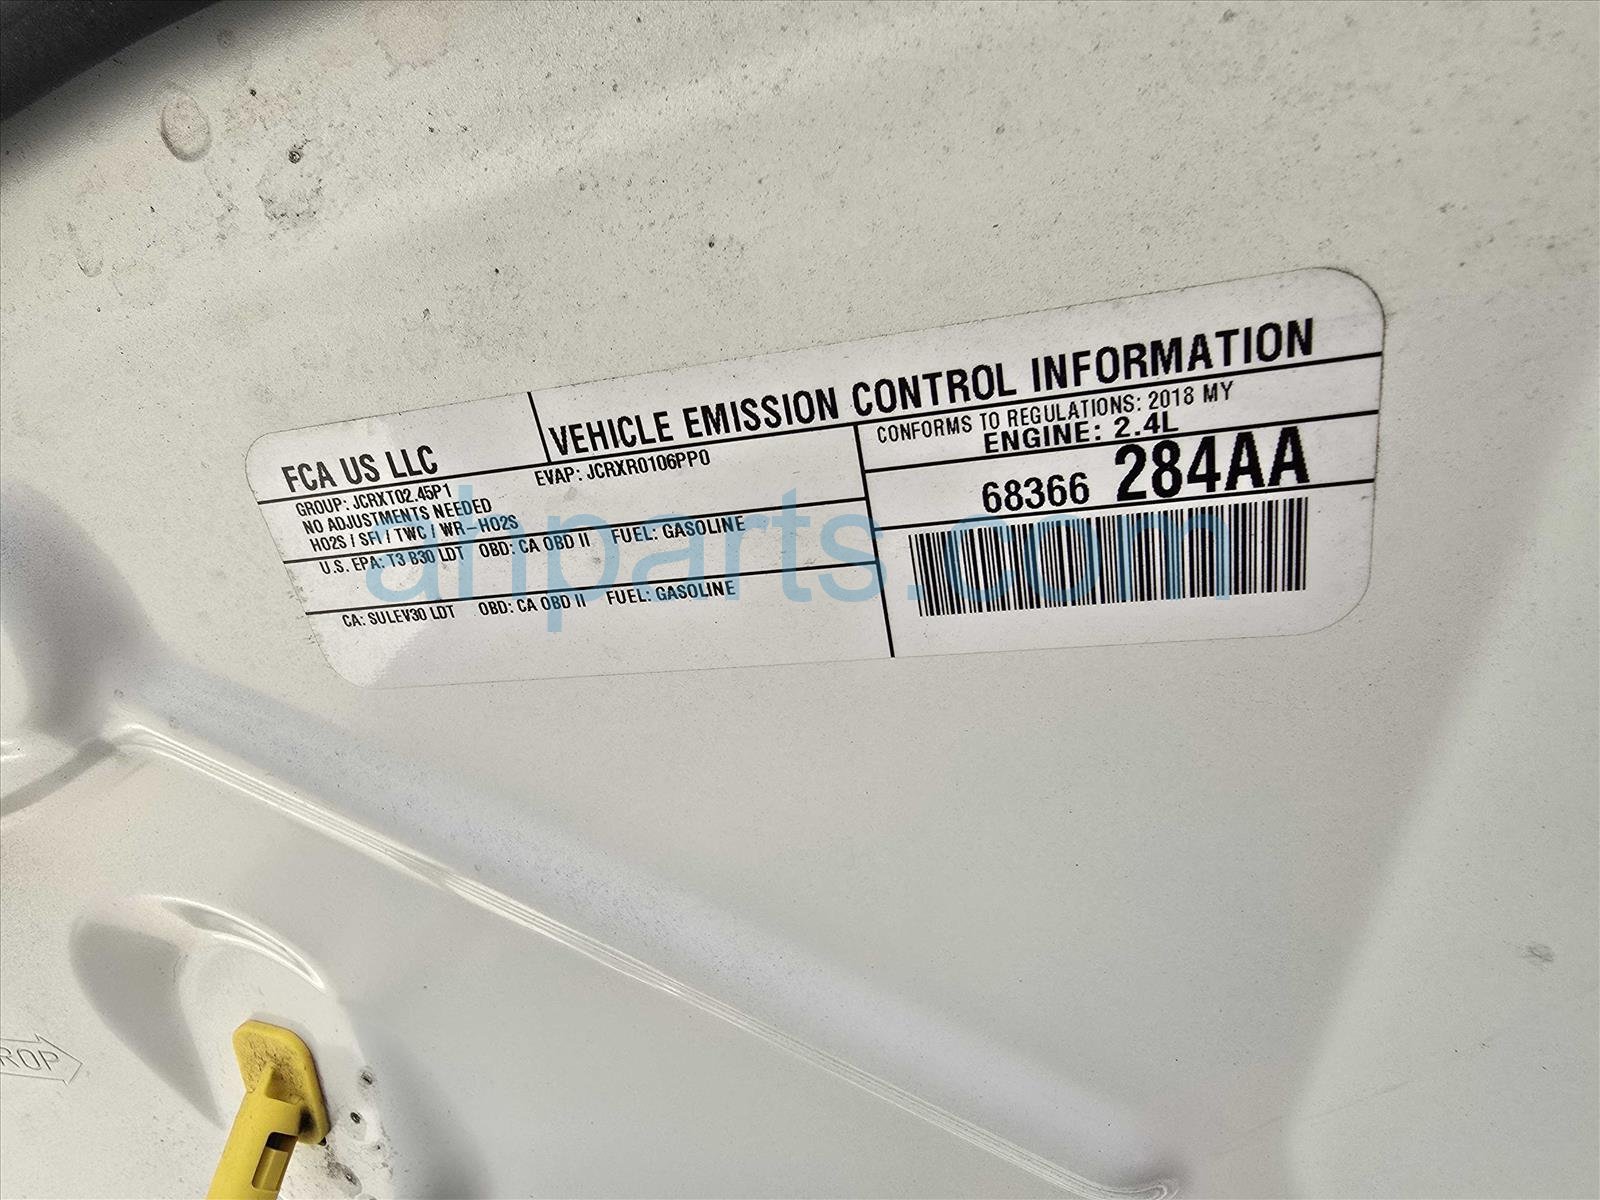 FCA US LLC
VEHICLE EMISSION CONTROL INFORMATION
GROUP: JCRXT02.45P1
EVAP: JCRXR0106PP0
NO ADJUSTMENTS NEEDED
HO2S / SFI / TWC / WR-HO2S
U.S. EPA: T3 B30 LDT OBD: CA OBD II FUEL: GASOLINE
CA: SULEV30 LDT OBD: CA OBD II FUEL: GASOLINE
CONFORMS TO REGULATIONS: 2018 MY
ENGINE: 2.4L
68366 284AA
ahparts.com